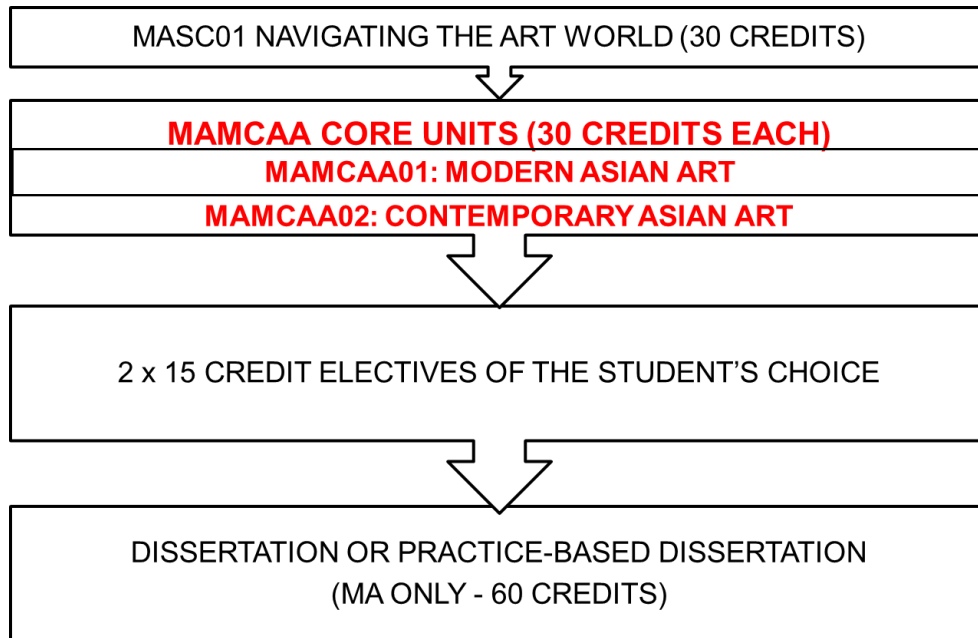 MASC01 NAVIGATING THE ART WORLD (30 CREDITS)
MAMCAA CORE UNITS (30 CREDITS EACH)
MAMCAA01: MODERN ASIAN ART
MAMCAA02: CONTEMPORARY ASIAN ART
2 x 15 CREDIT ELECTIVES OF THE STUDENT’S CHOICE
DISSERTATION OR PRACTICE-BASED DISSERTATION
(MA ONLY - 60 CREDITS)